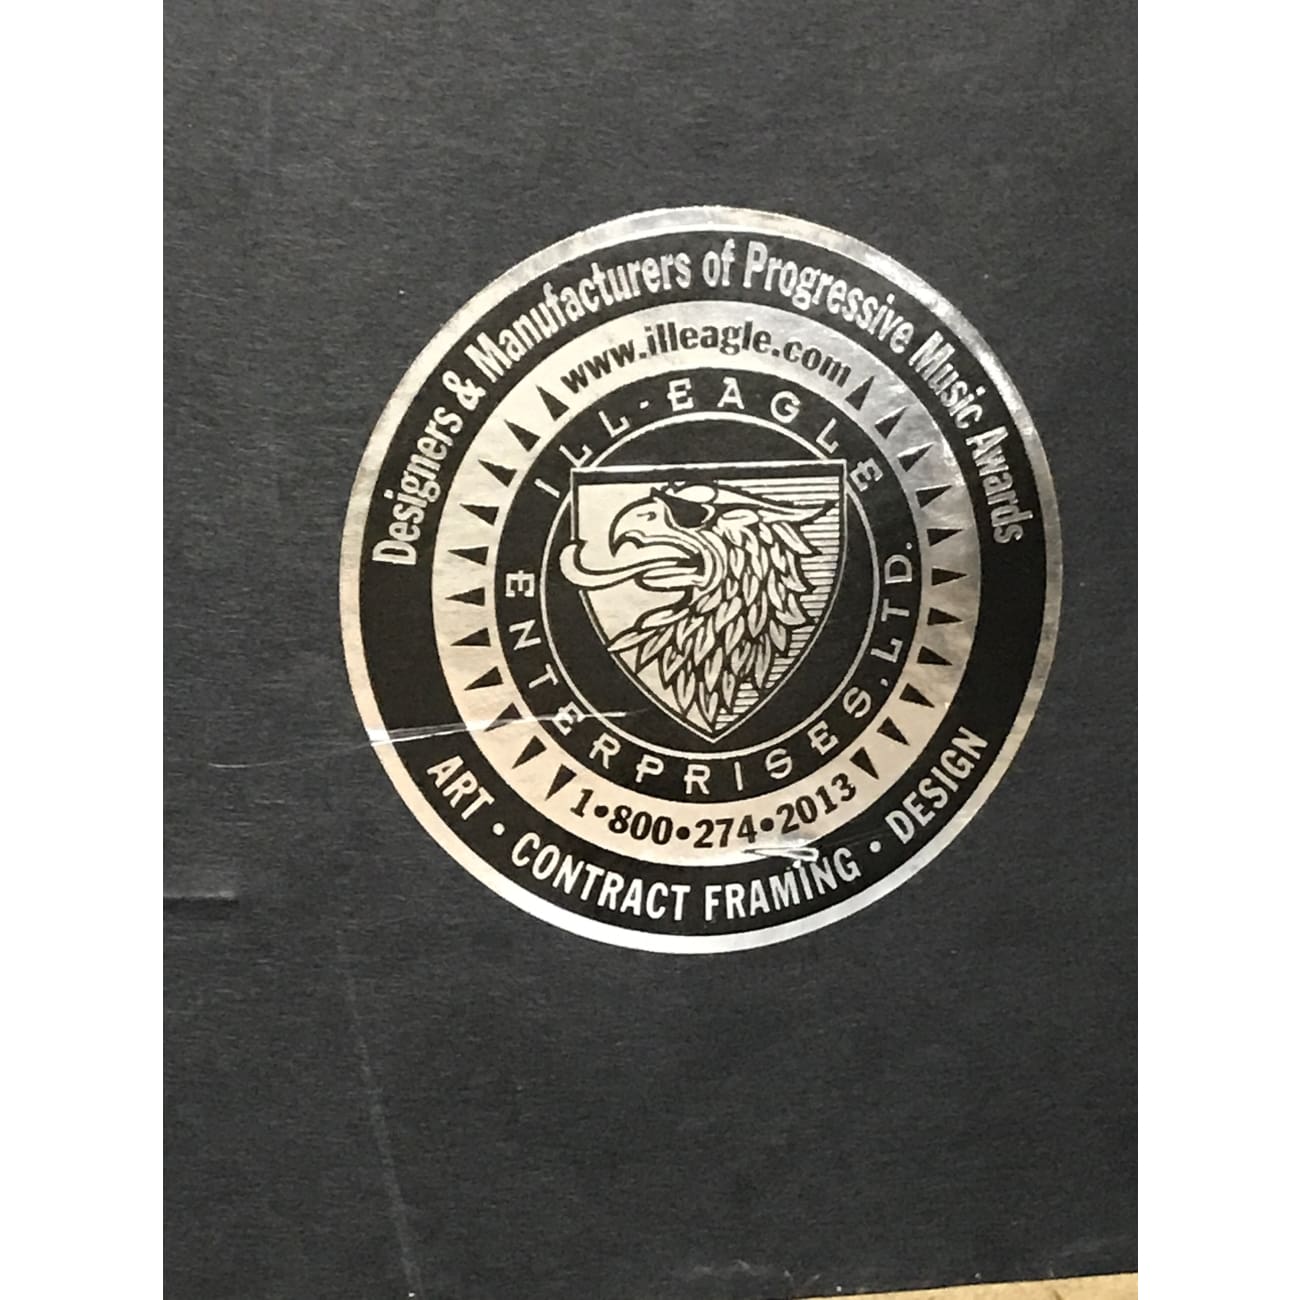 Designers & Manufacturers of Progressive Music Awards
www.illeagle.com
ILL-EAGLE
ENTERPRISES, LTD.
1•800•274•2013
ART • CONTRACT FRAMING • DESIGN